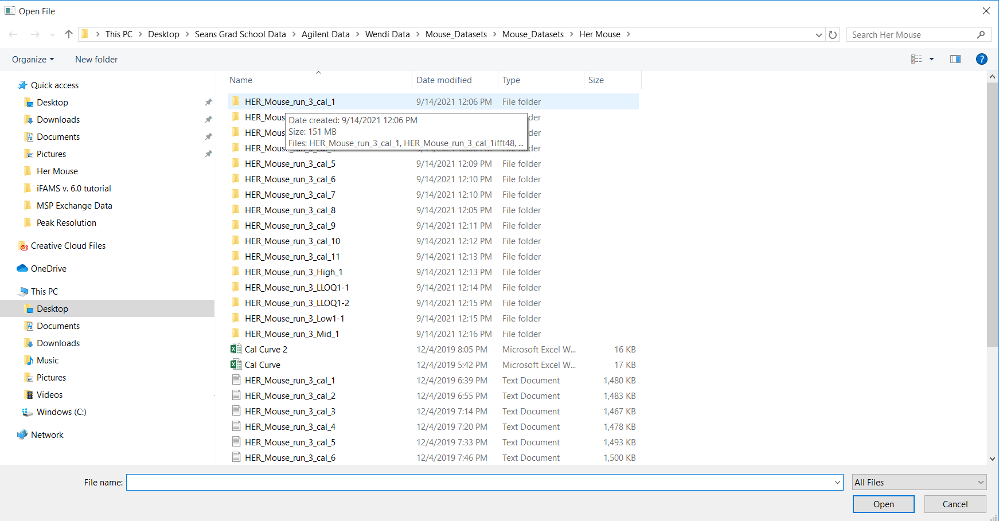 Open File
This PC > Desktop > Seans Grad School Data > Agilent Data > Wendi Data > Mouse_Datasets > Mouse_Datasets > Her Mouse >
Search Her Mouse
Organize
New folder
?
Quick access
Desktop
Downloads
Documents
Pictures
Her Mouse
iFAMS v. 6.0 tutorial
MSP Exchange Data
Peak Resolution
Creative Cloud Files
OneDrive
This PC
Desktop
Documents
Downloads
Music
Pictures
Videos
Windows (C:)
Network
Name Date modified Type Size
HER_Mouse_run_3_cal_1 9/14/2021 12:06 PM File folder
HER_Mous
HER_Mous
Date created: 9/14/2021 12:06 PM
Size: 151 MB
Files: HER_Mouse_run_3_cal_1, HER_Mouse_run_3_cal_1ifft48, ...
HER_Mouse_run_3_cal_5 9/14/2021 12:09 PM File folder
HER_Mouse_run_3_cal_6 9/14/2021 12:10 PM File folder
HER_Mouse_run_3_cal_7 9/14/2021 12:10 PM File folder
HER_Mouse_run_3_cal_8 9/14/2021 12:05 PM File folder
HER_Mouse_run_3_cal_9 9/14/2021 12:11 PM File folder
HER_Mouse_run_3_cal_10 9/14/2021 12:12 PM File folder
HER_Mouse_run_3_cal_11 9/14/2021 12:13 PM File folder
HER_Mouse_run_3_High_1 9/14/2021 12:13 PM File folder
HER_Mouse_run_3_LLOQ1-1 9/14/2021 12:14 PM File folder
HER_Mouse_run_3_LLOQ1-2 9/14/2021 12:15 PM File folder
HER_Mouse_run_3_Low1-1 9/14/2021 12:15 PM File folder
HER_Mouse_run_3_Mid_1 9/14/2021 12:16 PM File folder
Cal Curve 2 12/4/2019 8:05 PM Microsoft Excel W... 16 KB
Cal Curve 12/4/2019 5:42 PM Microsoft Excel W... 17 KB
HER_Mouse_run_3_cal_1 12/4/2019 6:39 PM Text Document 1,480 KB
HER_Mouse_run_3_cal_2 12/4/2019 6:55 PM Text Document 1,483 KB
HER_Mouse_run_3_cal_3 12/4/2019 7:14 PM Text Document 1,467 KB
HER_Mouse_run_3_cal_4 12/4/2019 7:20 PM Text Document 1,478 KB
HER_Mouse_run_3_cal_5 12/4/2019 7:33 PM Text Document 1,493 KB
HER_Mouse_run_3_cal_6 12/4/2019 7:46 PM Text Document 1,500 KB
File name:
All Files
Open
Cancel